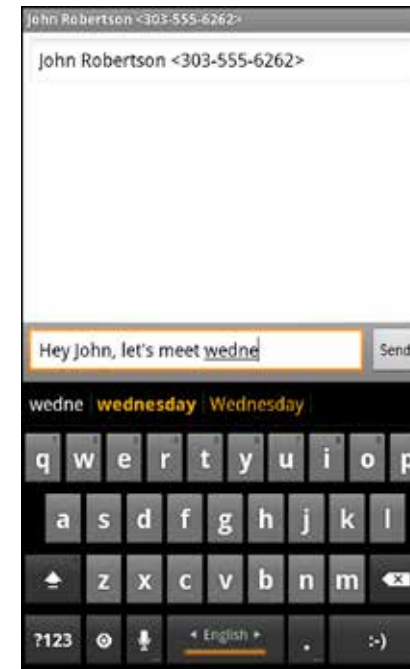 John Robertson <303-555-6262>
John Robertson <303-555-6262>
Hey John, let's meet wedne
Send
wedne wednesday Wednesday
q w e r t y u i o p
a s d f g h j k l
z x c v b n m
?123 English . :-)